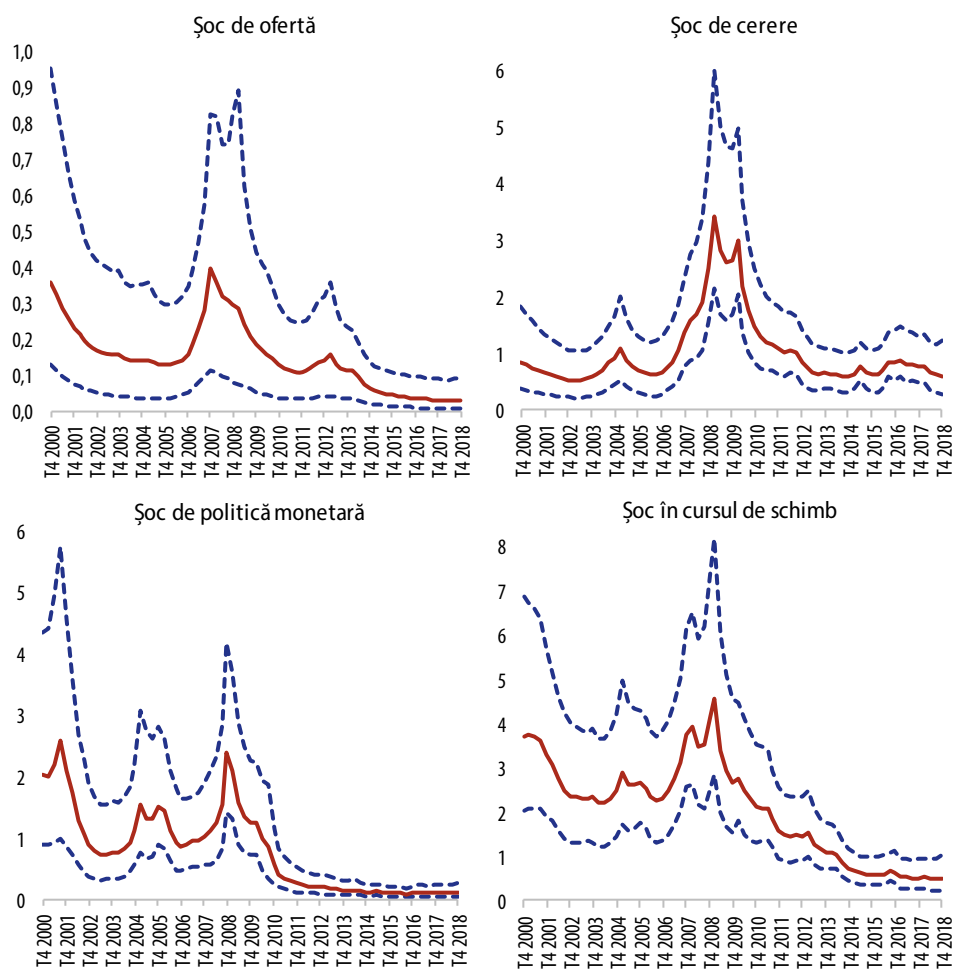 Șoc de ofertă
1,0
0,9
0,8
0,7
0,6
0,5
0,4
0,3
0,2
0,1
0,0
T4 2000
T4 2001
T4 2002
T4 2003
T4 2004
T4 2005
T4 2006
T4 2007
T4 2008
T4 2009
T4 2010
T4 2011
T4 2012
T4 2013
T4 2014
T4 2015
T4 2016
T4 2017
T4 2018
Șoc de cerere
6
5
4
3
2
1
0
T4 2000
T4 2001
T4 2002
T4 2003
T4 2004
T4 2005
T4 2006
T4 2007
T4 2008
T4 2009
T4 2010
T4 2011
T4 2012
T4 2013
T4 2014
T4 2015
T4 2016
T4 2017
T4 2018
Șoc de politică monetară
6
5
4
3
2
1
0
T4 2000
T4 2001
T4 2002
T4 2003
T4 2004
T4 2005
T4 2006
T4 2007
T4 2008
T4 2009
T4 2010
T4 2011
T4 2012
T4 2013
T4 2014
T4 2015
T4 2016
T4 2017
T4 2018
Șoc în cursul de schimb
8
7
6
5
4
3
2
1
0
T4 2000
T4 2001
T4 2002
T4 2003
T4 2004
T4 2005
T4 2006
T4 2007
T4 2008
T4 2009
T4 2010
T4 2011
T4 2012
T4 2013
T4 2014
T4 2015
T4 2016
T4 2017
T4 2018